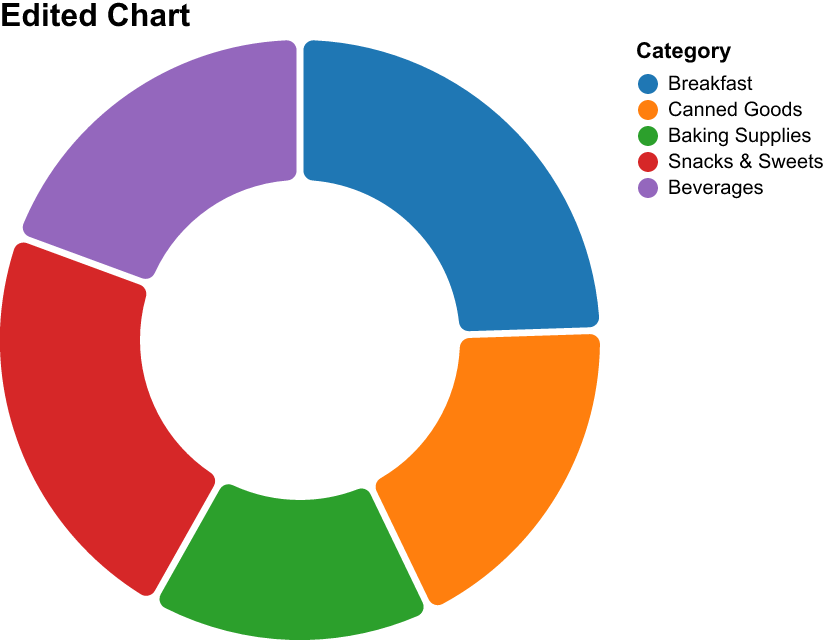 Edited Chart
Category
Breakfast
Canned Goods
Baking Supplies
Snacks & Sweets
Beverages